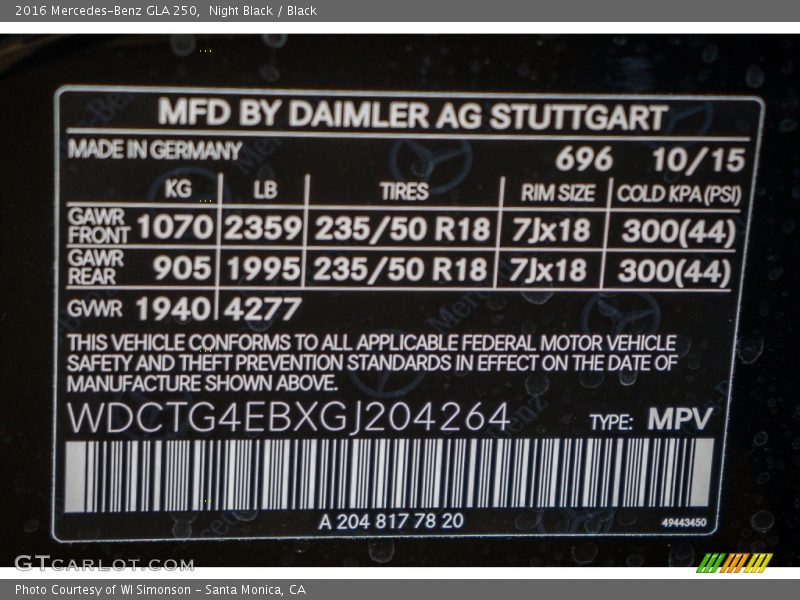 2016 Mercedes-Benz GLA 250,  Night Black / Black
MFD BY DAIMLER AG STUTTGART
MADE IN GERMANY 696 10/15
KG LB TIRES RIM SIZE COLD KPA (PSI)
GAWR FRONT 1070 2359 235/50 R18 7Jx18 300(44)
GAWR REAR 905 1995 235/50 R18 7Jx18 300(44)
GVWR 1940 4277
THIS VEHICLE CONFORMS TO ALL APPLICABLE FEDERAL MOTOR VEHICLE
SAFETY AND THEFT PREVENTION STANDARDS IN EFFECT ON THE DATE OF
MANUFACTURE SHOWN ABOVE.
WDCTG4EBXGJ204264 TYPE: MPV
A 204 817 78 20 49443450
GTcarlot.com
Photo Courtesy of WI Simonson - Santa Monica, CA